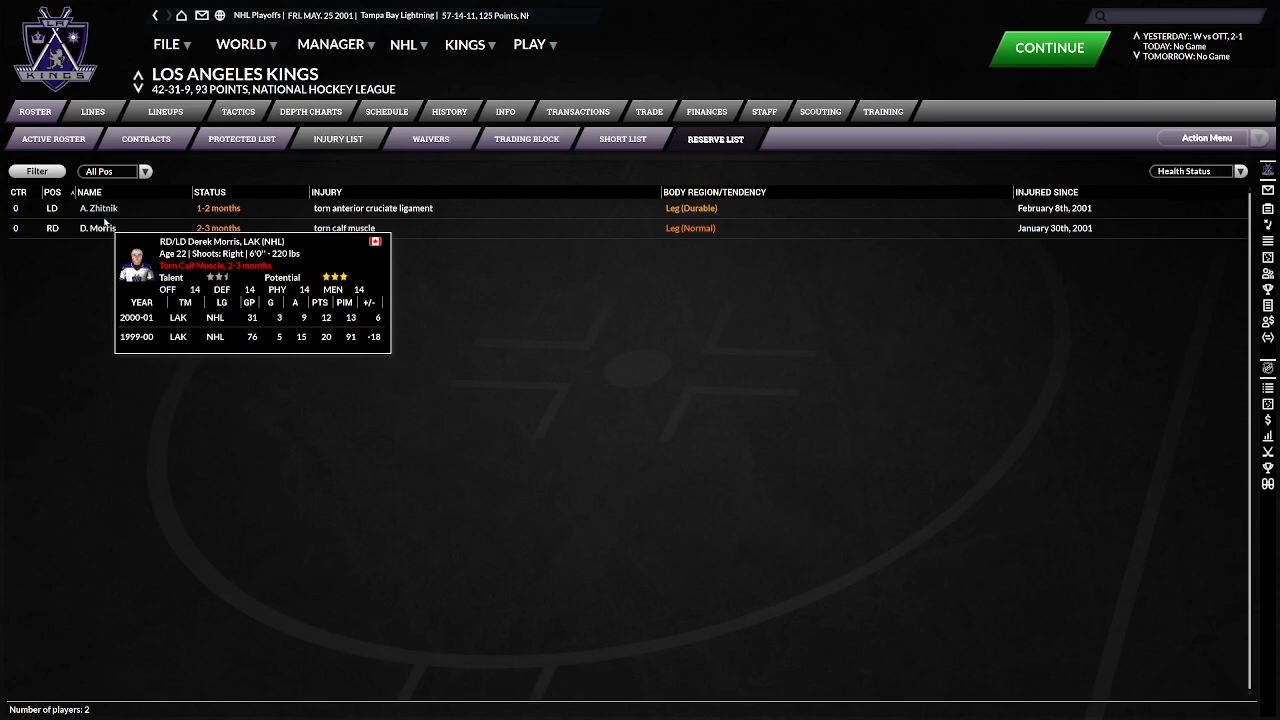 NHL Playoffs | FRI. MAY. 25 2001 | Tampa Bay Lightning | 57-14-11, 125 Points, NH
FILE WORLD MANAGER NHL KINGS PLAY
CONTINUE
YESTERDAY: W vs OTT, 2-1
TODAY: No Game
TOMORROW: No Game
LA
KINGS
LOS ANGELES KINGS
42-31-9, 93 POINTS, NATIONAL HOCKEY LEAGUE
ROSTER LINES LINEUPS TACTICS DEPTH CHARTS SCHEDULE HISTORY INFO TRANSACTIONS TRADE FINANCES STAFF SCOUTING TRAINING
ACTIVE ROSTER CONTRACTS PROTECTED LIST INJURY LIST WAIVERS TRADING BLOCK SHORT LIST RESERVE LIST Action Menu
Filter All Pos Health Status
CTR POS NAME STATUS INJURY BODY REGION/TENDENCY INJURED SINCE
0 LD A. Zhitnik 1-2 months torn anterior cruciate ligament Leg (Durable) February 8th, 2001
0 RD D. Morris 2-3 months torn calf muscle Leg (Normal) January 30th, 2001
RD/LD Derek Morris, LAK (NHL)
Age 22 | Shoots: Right | 6'0" - 220 lbs
Torn Calf Muscle, 2-3 months
Talent Potential
OFF 14 DEF 14 PHY 14 MEN 14
YEAR TM LG GP G A PTS PIM +/-
2000-01 LAK NHL 31 3 9 12 13 6
1999-00 LAK NHL 76 5 15 20 91 -18
Number of players: 2